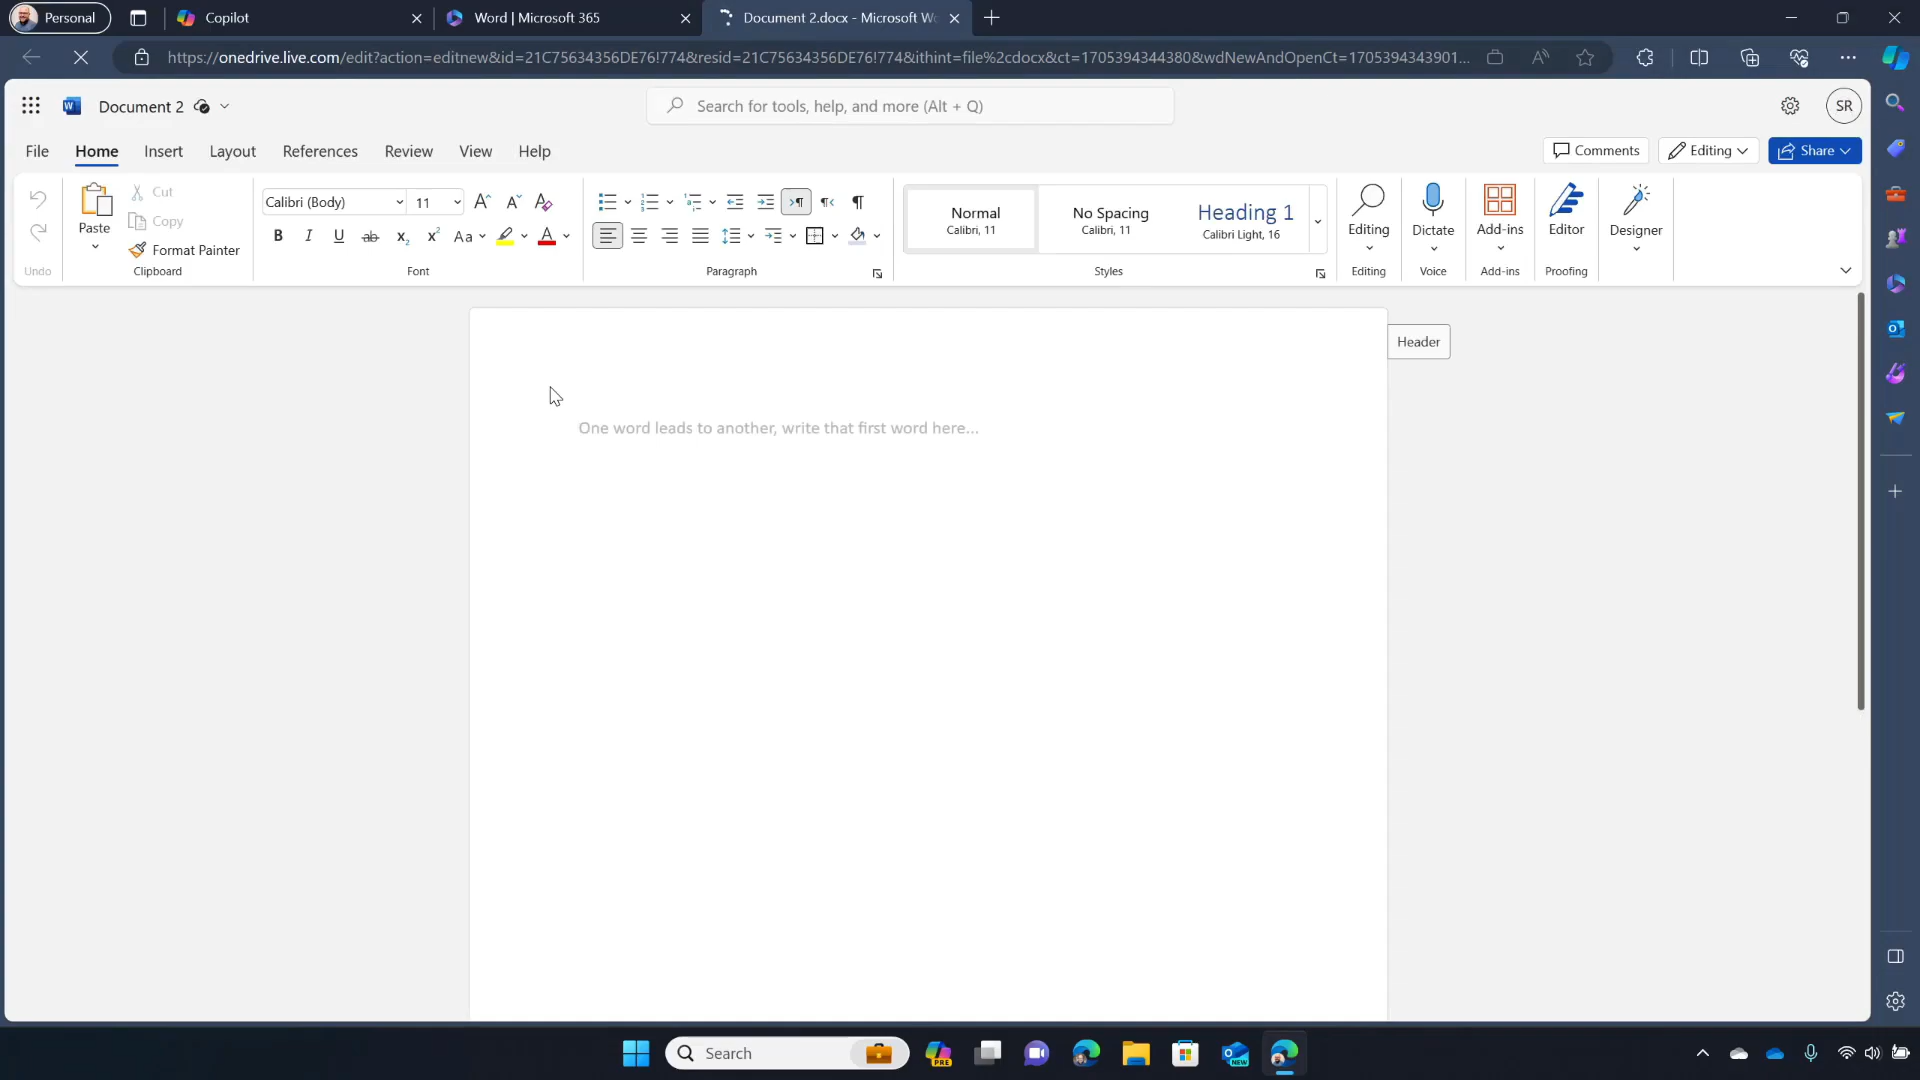 Personal
Copilot
Word | Microsoft 365
Document 2.docx - Microsoft Wo
https://onedrive.live.com/edit?action=editnew&id=21C75634356DE76!774&resid=21C75634356DE76!774&ithint=file%2cdocx&ct=1705394344380&wdNewAndOpenCt=1705394343901...
Document 2
Search for tools, help, and more (Alt + Q)
SR
File Home Insert Layout References Review View Help
Comments Editing Share
Undo
Paste
Cut
Copy
Format Painter
Clipboard
Calibri (Body) 11
Font
Paragraph
Normal
Calibri, 11
No Spacing
Calibri, 11
Heading 1
Calibri Light, 16
Styles
Editing
Editing
Dictate
Voice
Add-ins
Add-ins
Editor
Proofing
Designer
Header
One word leads to another, write that first word here...
Search
PRE
NEW